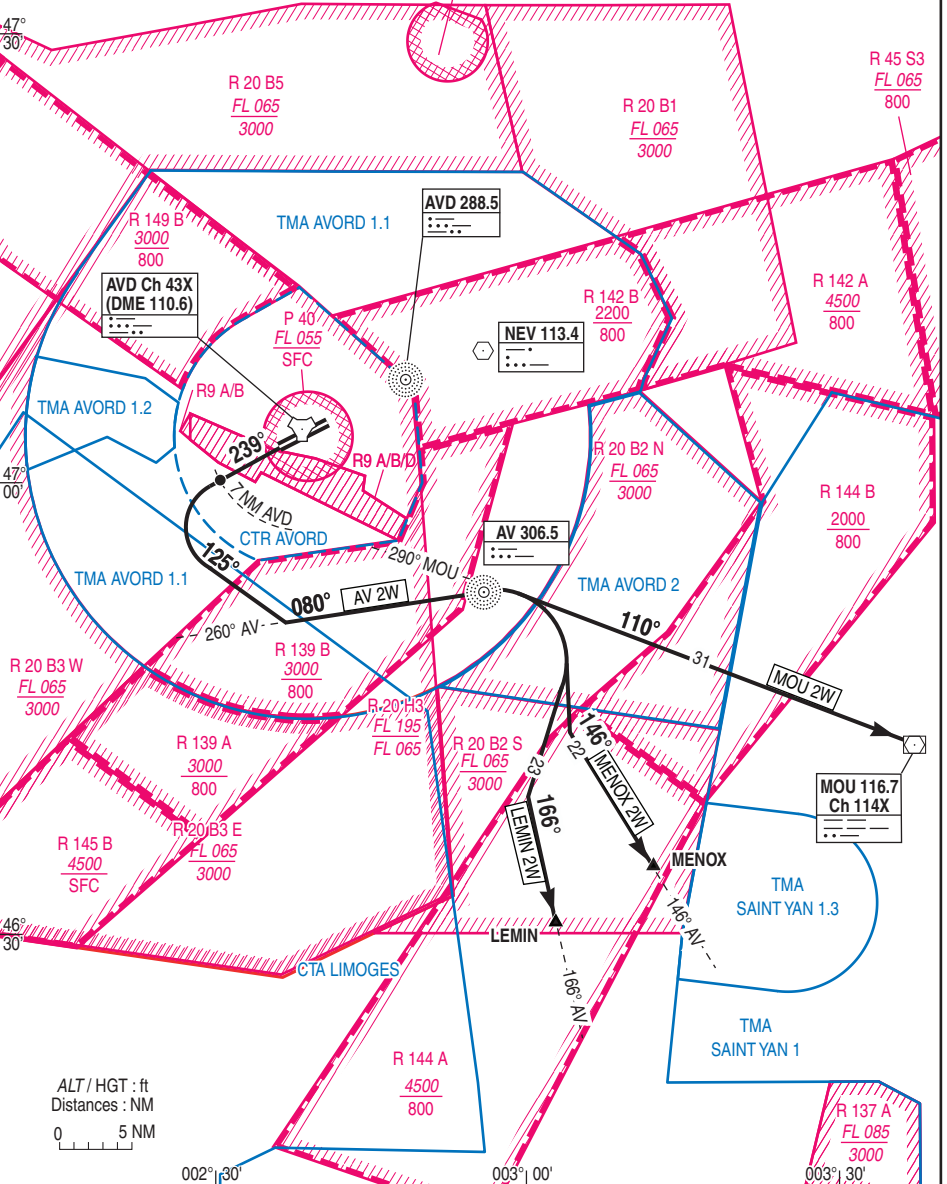 47°
30'
R 20 B5
FL 065
3000
R 20 B1
FL 065
3000
R 45 S3
FL 065
800
R 149 B
3000
800
TMA AVORD 1.1
AVD 288.5
AVD Ch 43X
(DME 110.6)
P 40
FL 055
SFC
R 142 B
2200
800
R 142 A
4500
800
NEV 113.4
R9 A/B
TMA AVORD 1.2
239°
R9 A/B/D
R 20 B2 N
FL 065
3000
47°
00'
7 NM AVD
R 144 B
2000
800
CTR AVORD
AV 306.5
290° MOU
125°
TMA AVORD 1.1
TMA AVORD 2
080°
AV 2W
260° AV
110°
31
MOU 2W
R 139 B
3000
800
R 20 B3 W
FL 065
3000
R 20 H3
FL 195
FL 065
R 139 A
3000
800
R 20 B2 S
FL 065
3000
146°
22
MENOX 2W
23
166°
LEMIN 2W
MOU 116.7
Ch 114X
R 20 B3 E
FL 065
3000
R 145 B
4500
SFC
MENOX
TMA
SAINT YAN 1.3
146° AV
46°
30'
LEMIN
CTA LIMOGES
166° AV
TMA
SAINT YAN 1
R 144 A
4500
800
ALT / HGT : ft
Distances : NM
0 5 NM
R 137 A
FL 085
3000
002° 30'
003° 00'
003° 30'